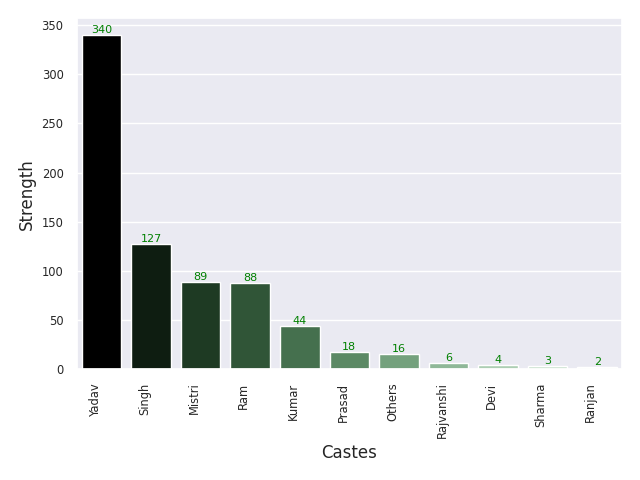 350
300
250
200
150
100
50
0
Strength
340
127
89
88
44
18
16
6
4
3
2
Yadav
Singh
Mistri
Ram
Kumar
Prasad
Others
Rajvanshi
Devi
Sharma
Ranjan
Castes